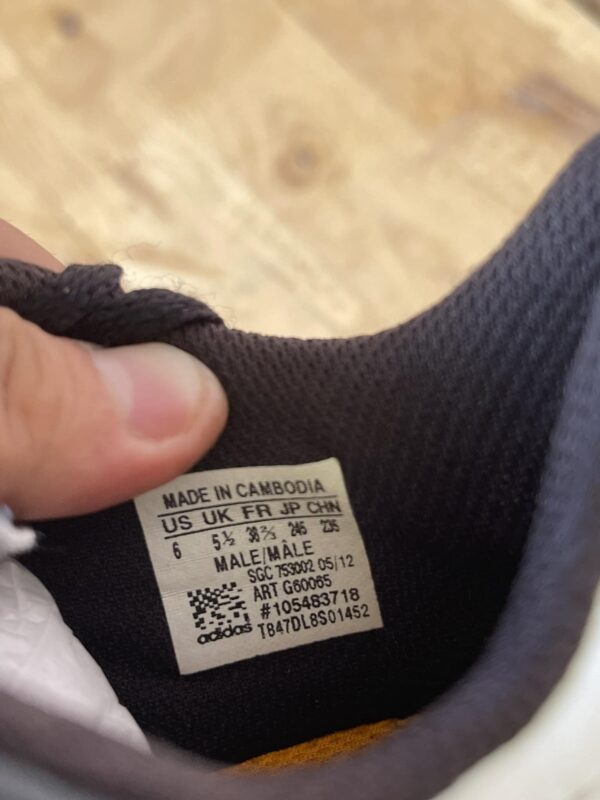 MADE IN CAMBODIA
US UK FR JP CHN
6 5½ 38⅔ 245 235
MALE/MÂLE
SGC 753002 05/12
ART G60065
#105483718
adidas TB47DL8S01452